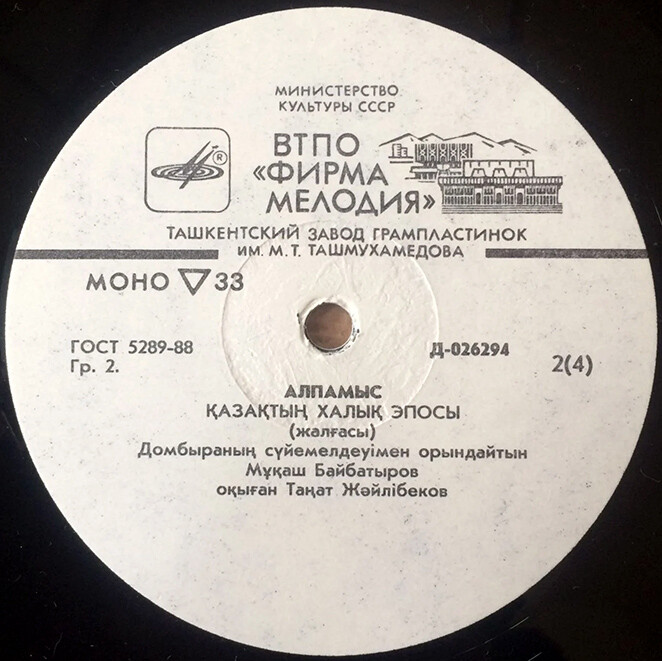 МИНИСТЕРСТВО
КУЛЬТУРЫ СССР
ВТПО
«ФИРМА
МЕЛОДИЯ»
®
ТАШКЕНТСКИЙ ЗАВОД ГРАМПЛАСТИНОК
ИМ. М. Т. ТАШМУХАМЕДОВА
МОНО ▽ 33
ГОСТ 5289-88
Гр. 2.
Д-026294
2(4)
АЛПАМЫС
ҚАЗАҚТЫҢ ХАЛЫҚ ЭПОСЫ
(жалғасы)
Домбыраның сүйемелдеуімен орындайтын
Мұқаш Байбатыров
оқыған Таңат Жәйлібеков